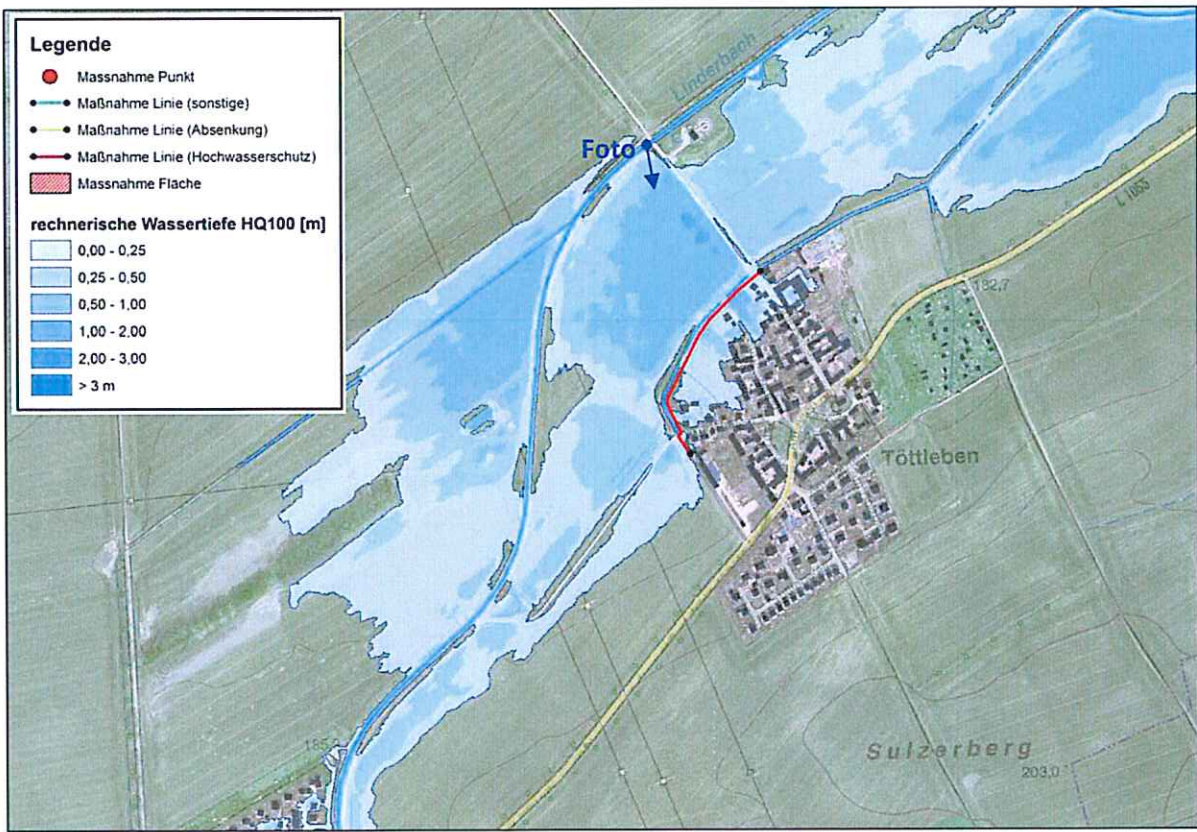 Legende
Massnahme Punkt
Maßnahme Linie (sonstige)
Maßnahme Linie (Absenkung)
Maßnahme Linie (Hochwasserschutz)
Massnahme Fläche
rechnerische Wassertiefe HQ100 [m]
0,00 - 0,25
0,25 - 0,50
0,50 - 1,00
1,00 - 2,00
2,00 - 3,00
> 3 m
Linderbach
Foto
L 1055
182,7
Töttleben
Sulzerberg
203,0